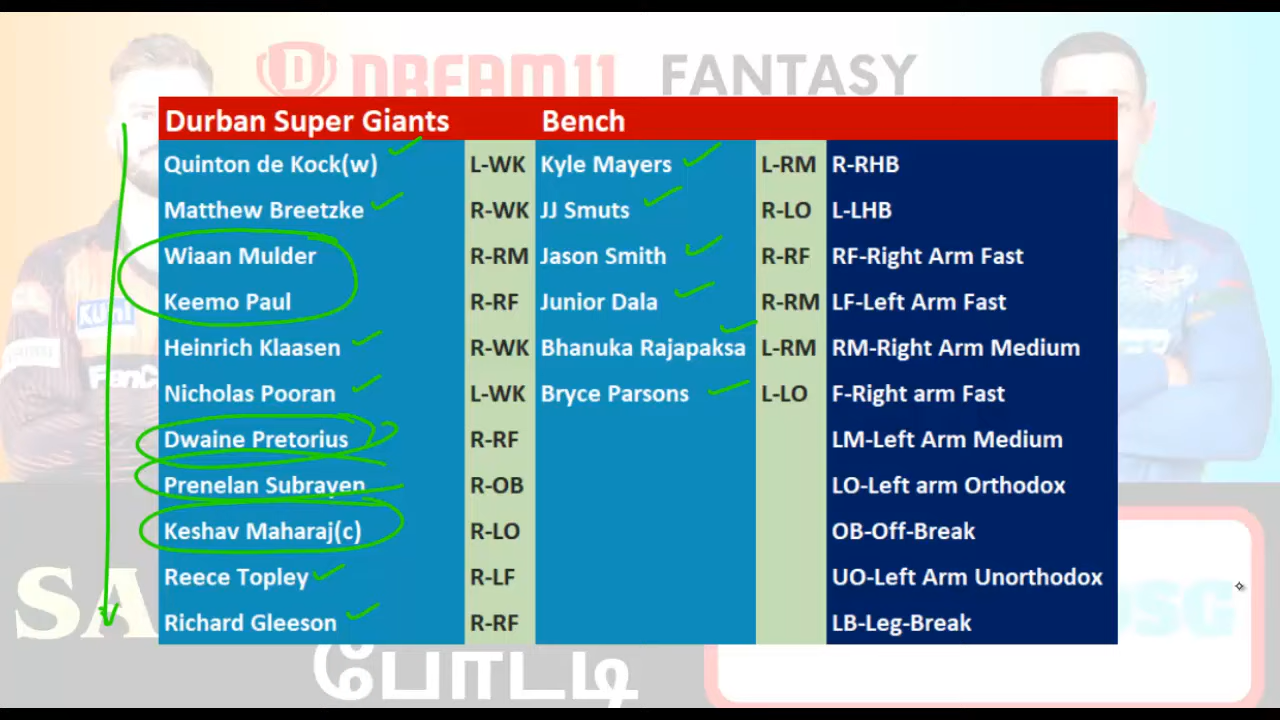 DREAM11 FANTASY
Durban Super Giants Bench
Quinton de Kock(w) L-WK Kyle Mayers L-RM R-RHB
Matthew Breetzke R-WK JJ Smuts R-LO L-LHB
Wiaan Mulder R-RM Jason Smith R-RF RF-Right Arm Fast
Keemo Paul R-RF Junior Dala R-RM LF-Left Arm Fast
Heinrich Klaasen R-WK Bhanuka Rajapaksa L-RM RM-Right Arm Medium
Nicholas Pooran L-WK Bryce Parsons L-LO F-Right arm Fast
Dwaine Pretorius R-RF LM-Left Arm Medium
Prenelan Subrayen R-OB LO-Left arm Orthodox
Keshav Maharaj(c) R-LO OB-Off-Break
Reece Topley R-LF UO-Left Arm Unorthodox
Richard Gleeson R-RF LB-Leg-Break
போட்டி